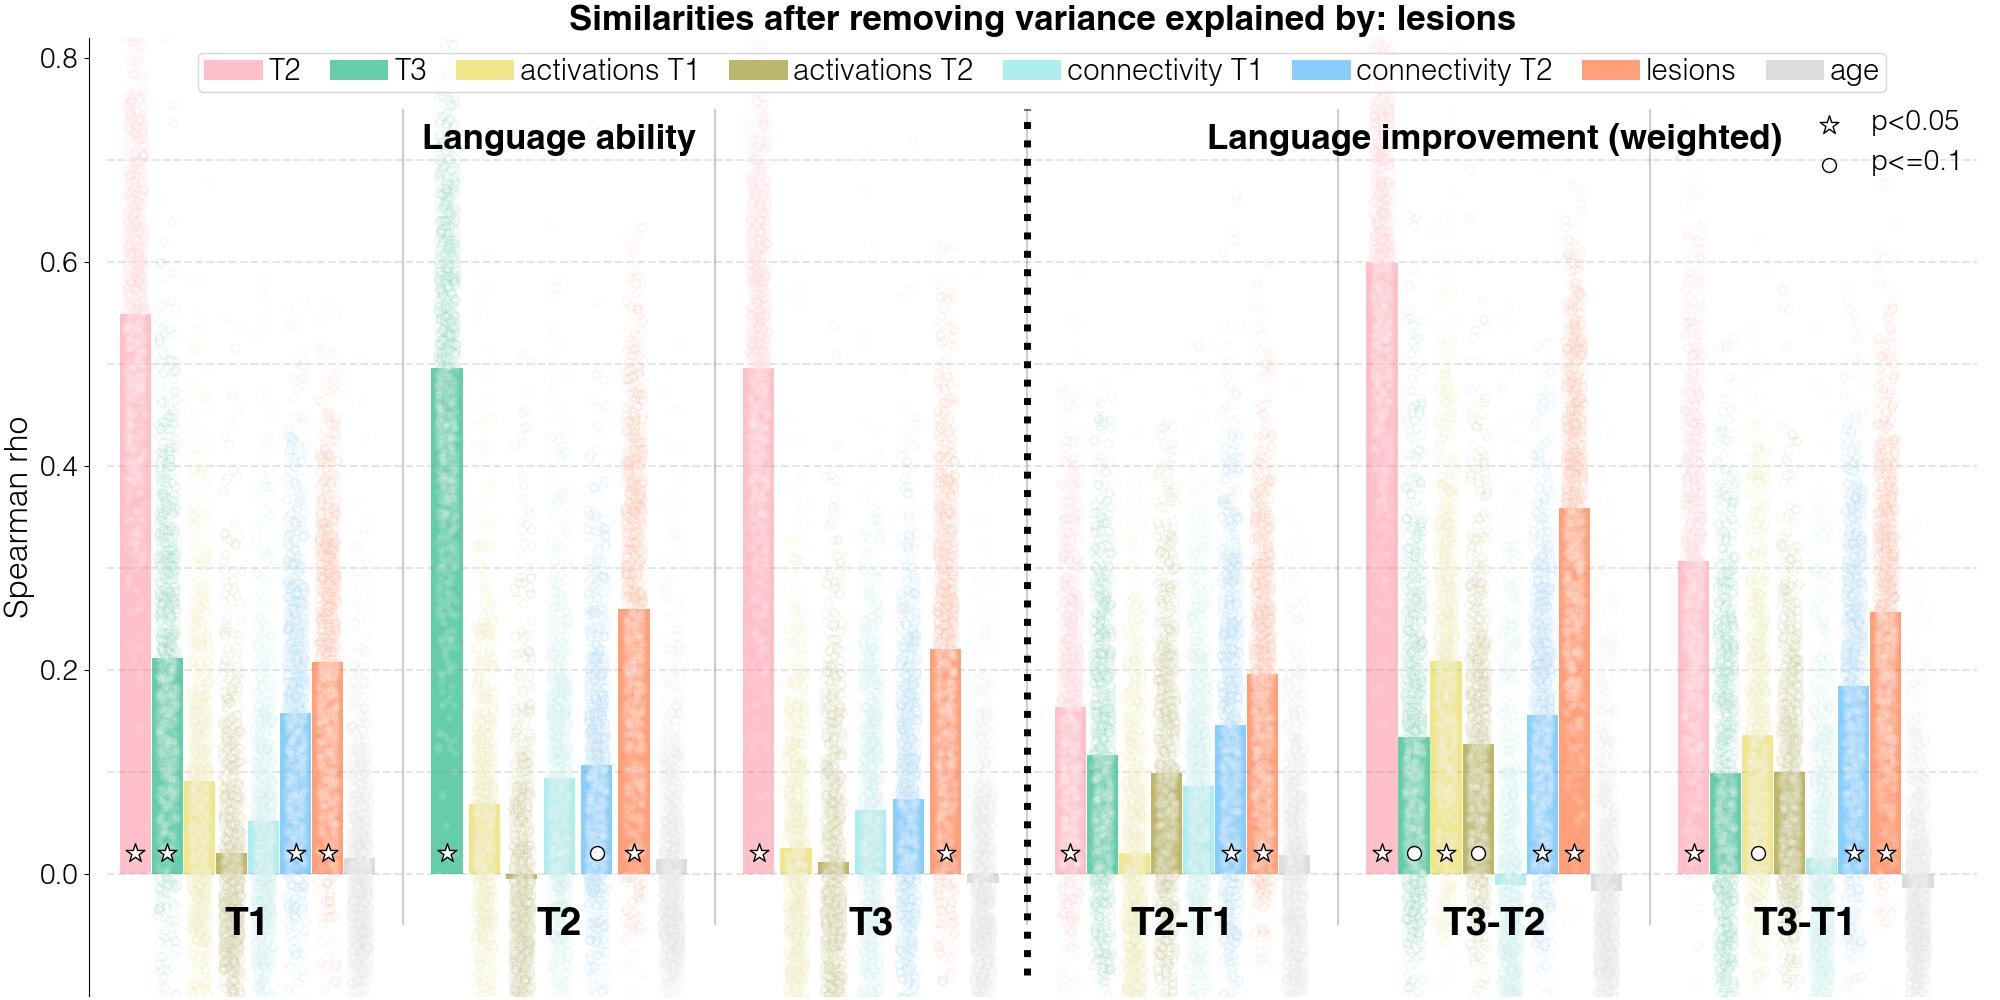 Similarities after removing variance explained by: lesions
T2 T3 activations T1 activations T2 connectivity T1 connectivity T2 lesions age
Language ability
Language improvement (weighted)
p<0.05
p<=0.1
Spearman rho
0.8
0.6
0.4
0.2
0.0
T1 T2 T3 T2-T1 T3-T2 T3-T1